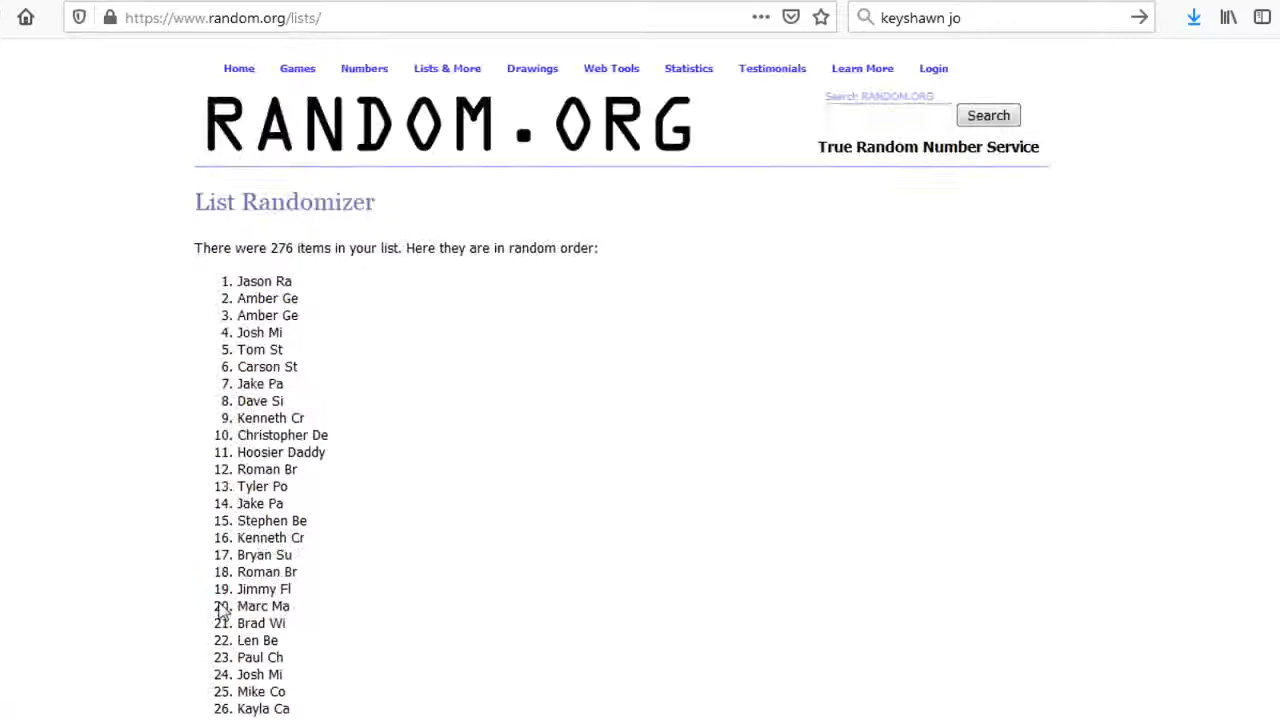 https://www.random.org/lists/
keyshawn jo
Home Games Numbers Lists & More Drawings Web Tools Statistics Testimonials Learn More Login
RANDOM.ORG
Search RANDOM.ORG
Search
True Random Number Service
List Randomizer
There were 276 items in your list. Here they are in random order:
1. Jason Ra
2. Amber Ge
3. Amber Ge
4. Josh Mi
5. Tom St
6. Carson St
7. Jake Pa
8. Dave Si
9. Kenneth Cr
10. Christopher De
11. Hoosier Daddy
12. Roman Br
13. Tyler Po
14. Jake Pa
15. Stephen Be
16. Kenneth Cr
17. Bryan Su
18. Roman Br
19. Jimmy Fl
20. Marc Ma
21. Brad Wi
22. Len Be
23. Paul Ch
24. Josh Mi
25. Mike Co
26. Kayla Ca